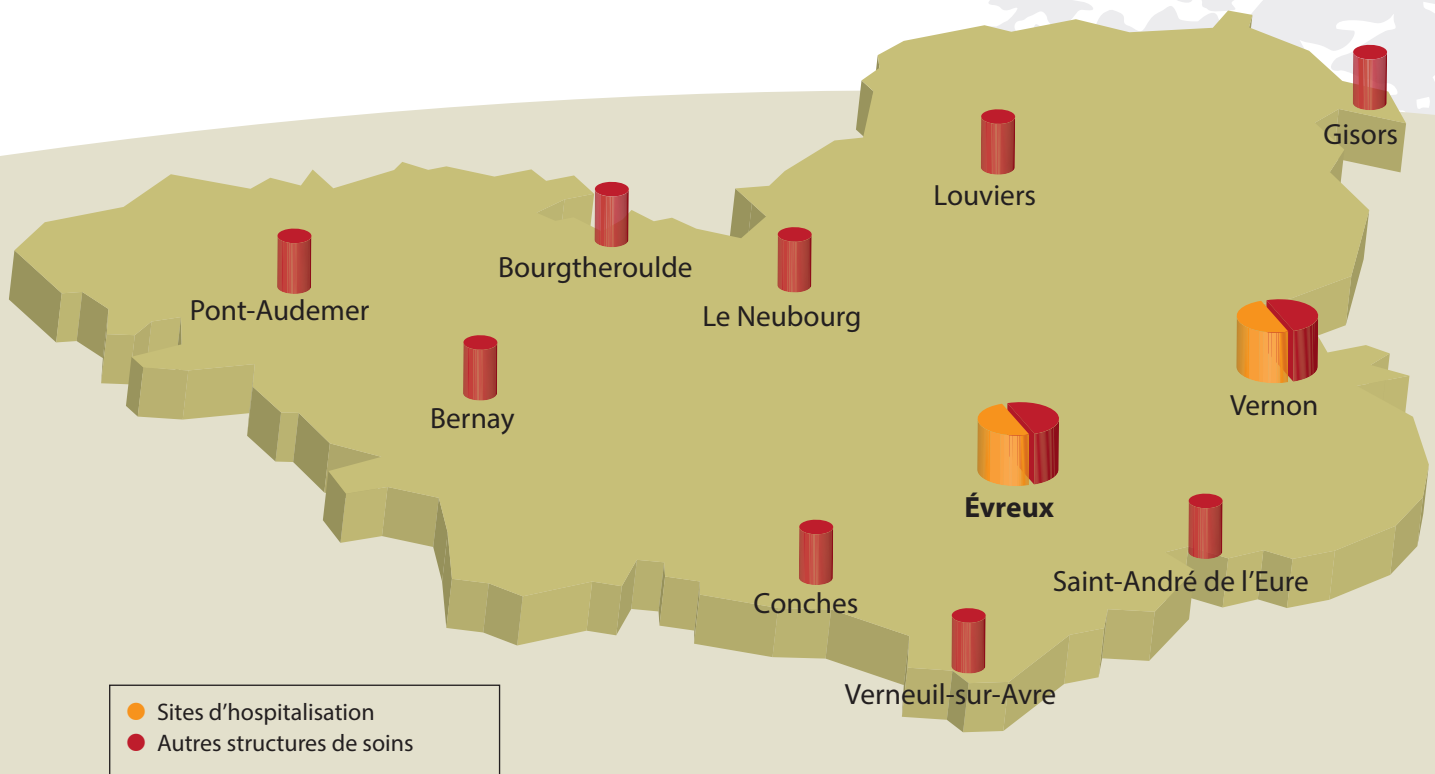 Gisors
Louviers
Bourgtheroulde
Pont-Audemer
Le Neubourg
Bernay
Vernon
Évreux
Saint-André de l'Eure
Conches
Verneuil-sur-Avre
Sites d'hospitalisation
Autres structures de soins